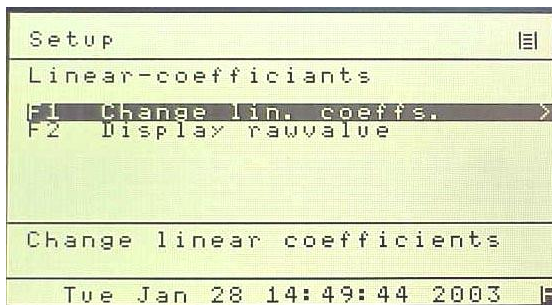 Setup
Linear-coefficiants
F1 Change lin. coeffs. >
F2 Display rawvalue
Change linear coefficients
Tue Jan 28 14:49:44 2003